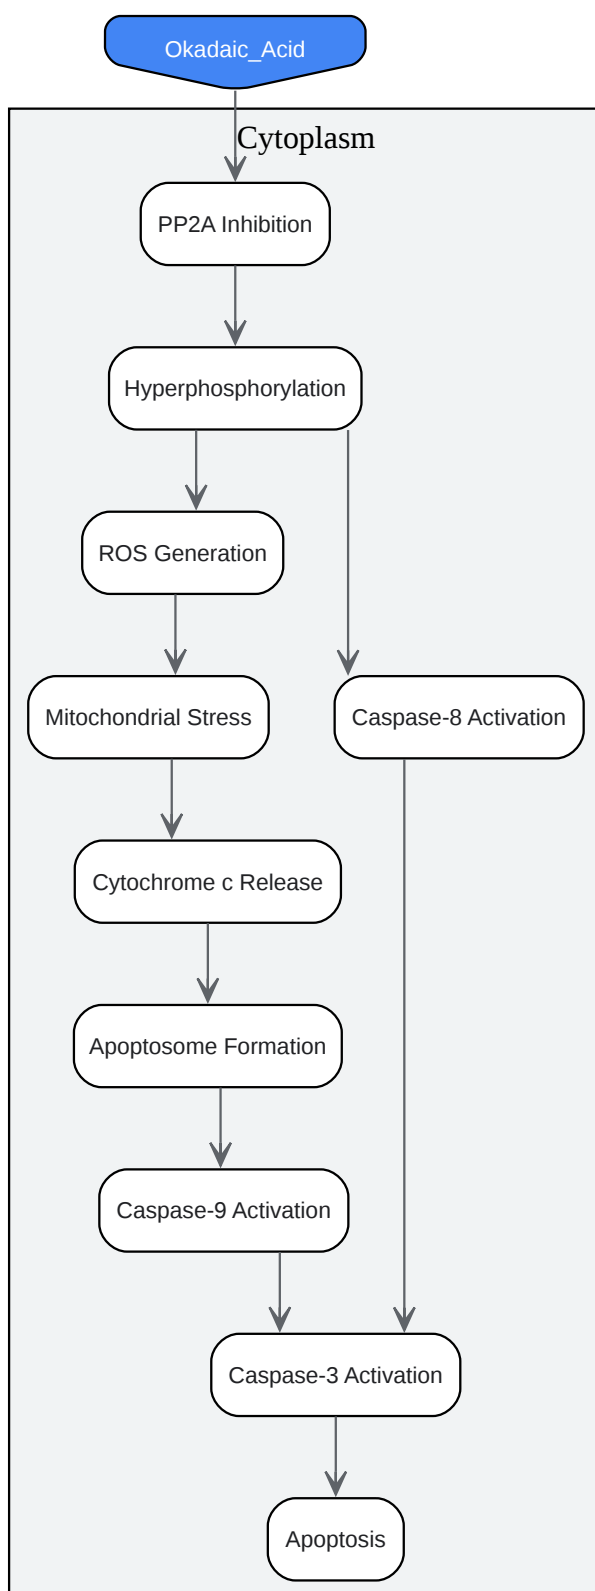 Okadaic_Acid
Cytoplasm
PP2A Inhibition
Hyperphosphorylation
ROS Generation
Mitochondrial Stress
Caspase-8 Activation
Cytochrome c Release
Apoptosome Formation
Caspase-9 Activation
Caspase-3 Activation
Apoptosis